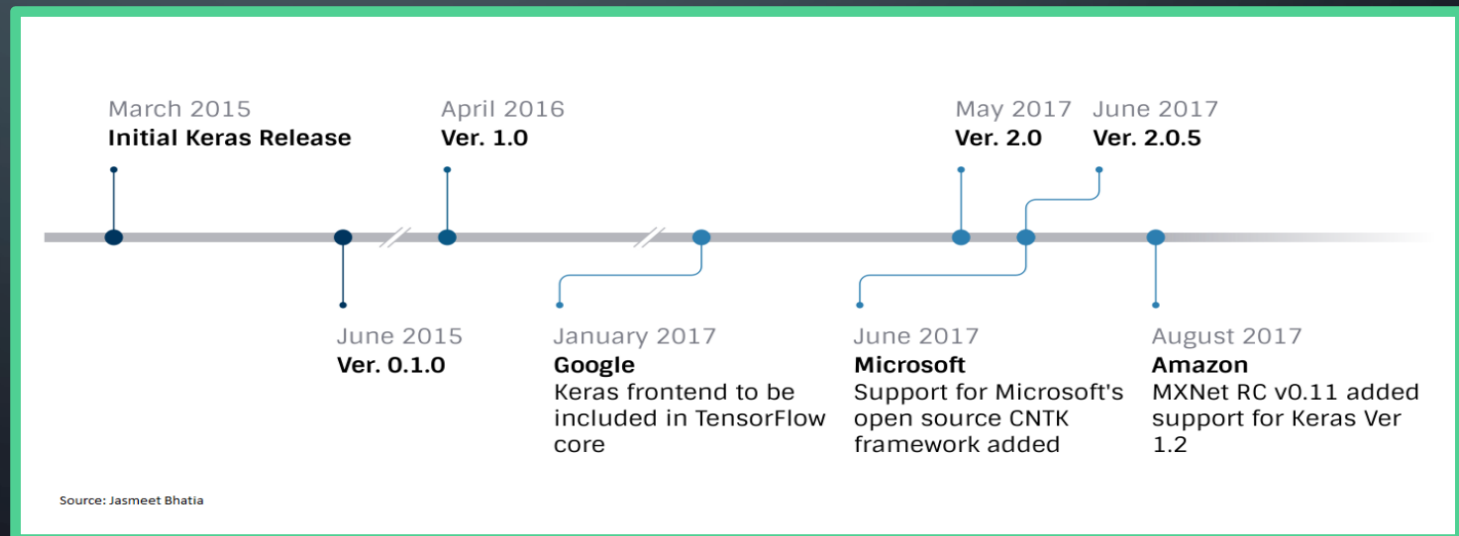 March 2015
Initial Keras Release
April 2016
Ver. 1.0
May 2017
Ver. 2.0
June 2017
Ver. 2.0.5
June 2015
Ver. 0.1.0
January 2017
Google
Keras frontend to be
included in TensorFlow
core
June 2017
Microsoft
Support for Microsoft's
open source CNTK
framework added
August 2017
Amazon
MXNet RC v0.11 added
support for Keras Ver
1.2
Source: Jasmeet Bhatia